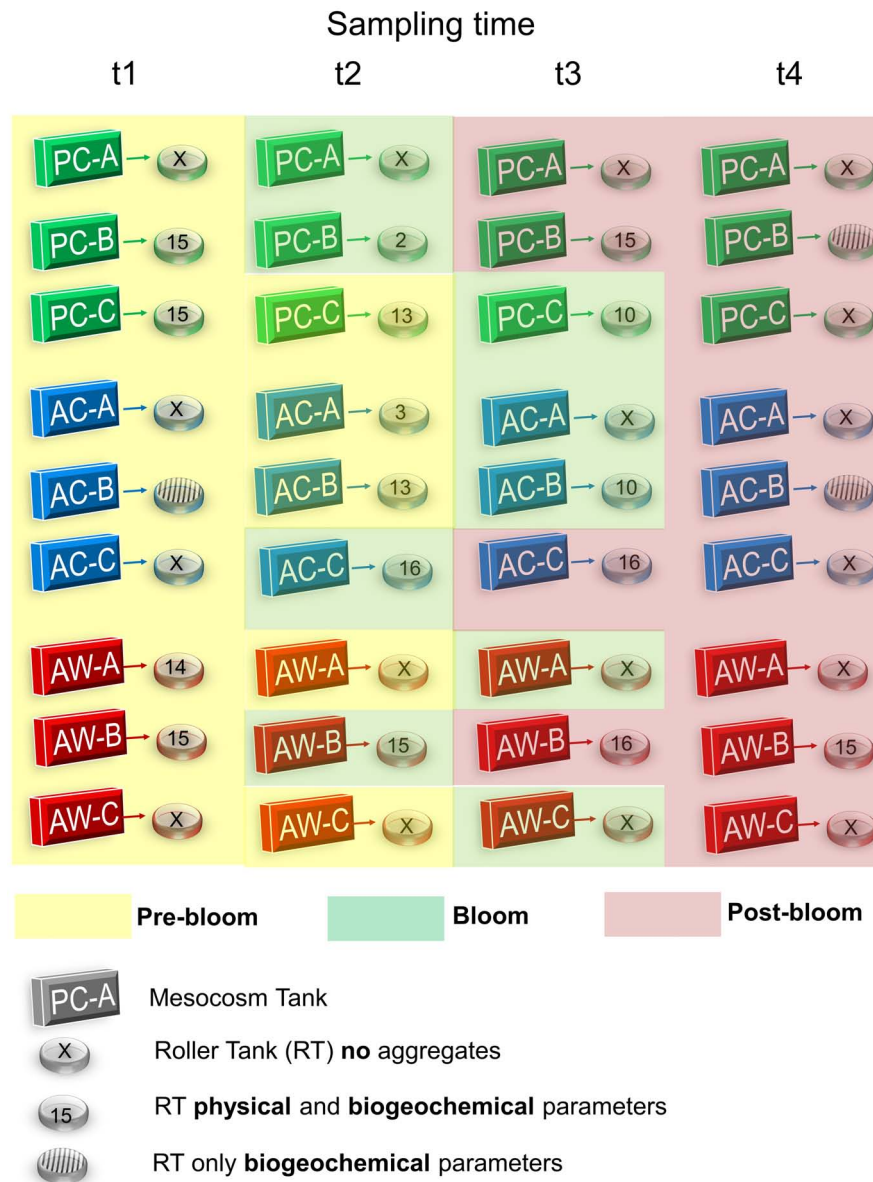 Sampling time
t1 t2 t3 t4
PC-A X PC-A X PC-A X PC-A X
PC-B 15 PC-B 2 PC-B 15 PC-B
PC-C 15 PC-C 13 PC-C 10 PC-C X
AC-A X AC-A 3 AC-A X AC-A X
AC-B AC-B 13 AC-B 10 AC-B
AC-C X AC-C 16 AC-C 16 AC-C X
AW-A 14 AW-A X AW-A X AW-A X
AW-B 15 AW-B 15 AW-B 16 AW-B 15
AW-C X AW-C X AW-C X AW-C X
Pre-bloom Bloom Post-bloom
PC-A Mesocosm Tank
X Roller Tank (RT) no aggregates
15 RT physical and biogeochemical parameters
RT only biogeochemical parameters